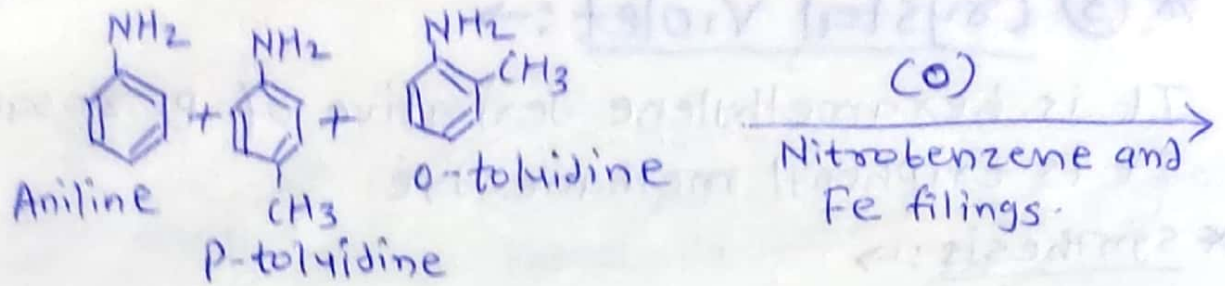 NH2 NH2 NH2
CH3 (O)
+ +
Nitrobenzene and
Fe filings.
Aniline CH3 o-toluidine
p-toluidine